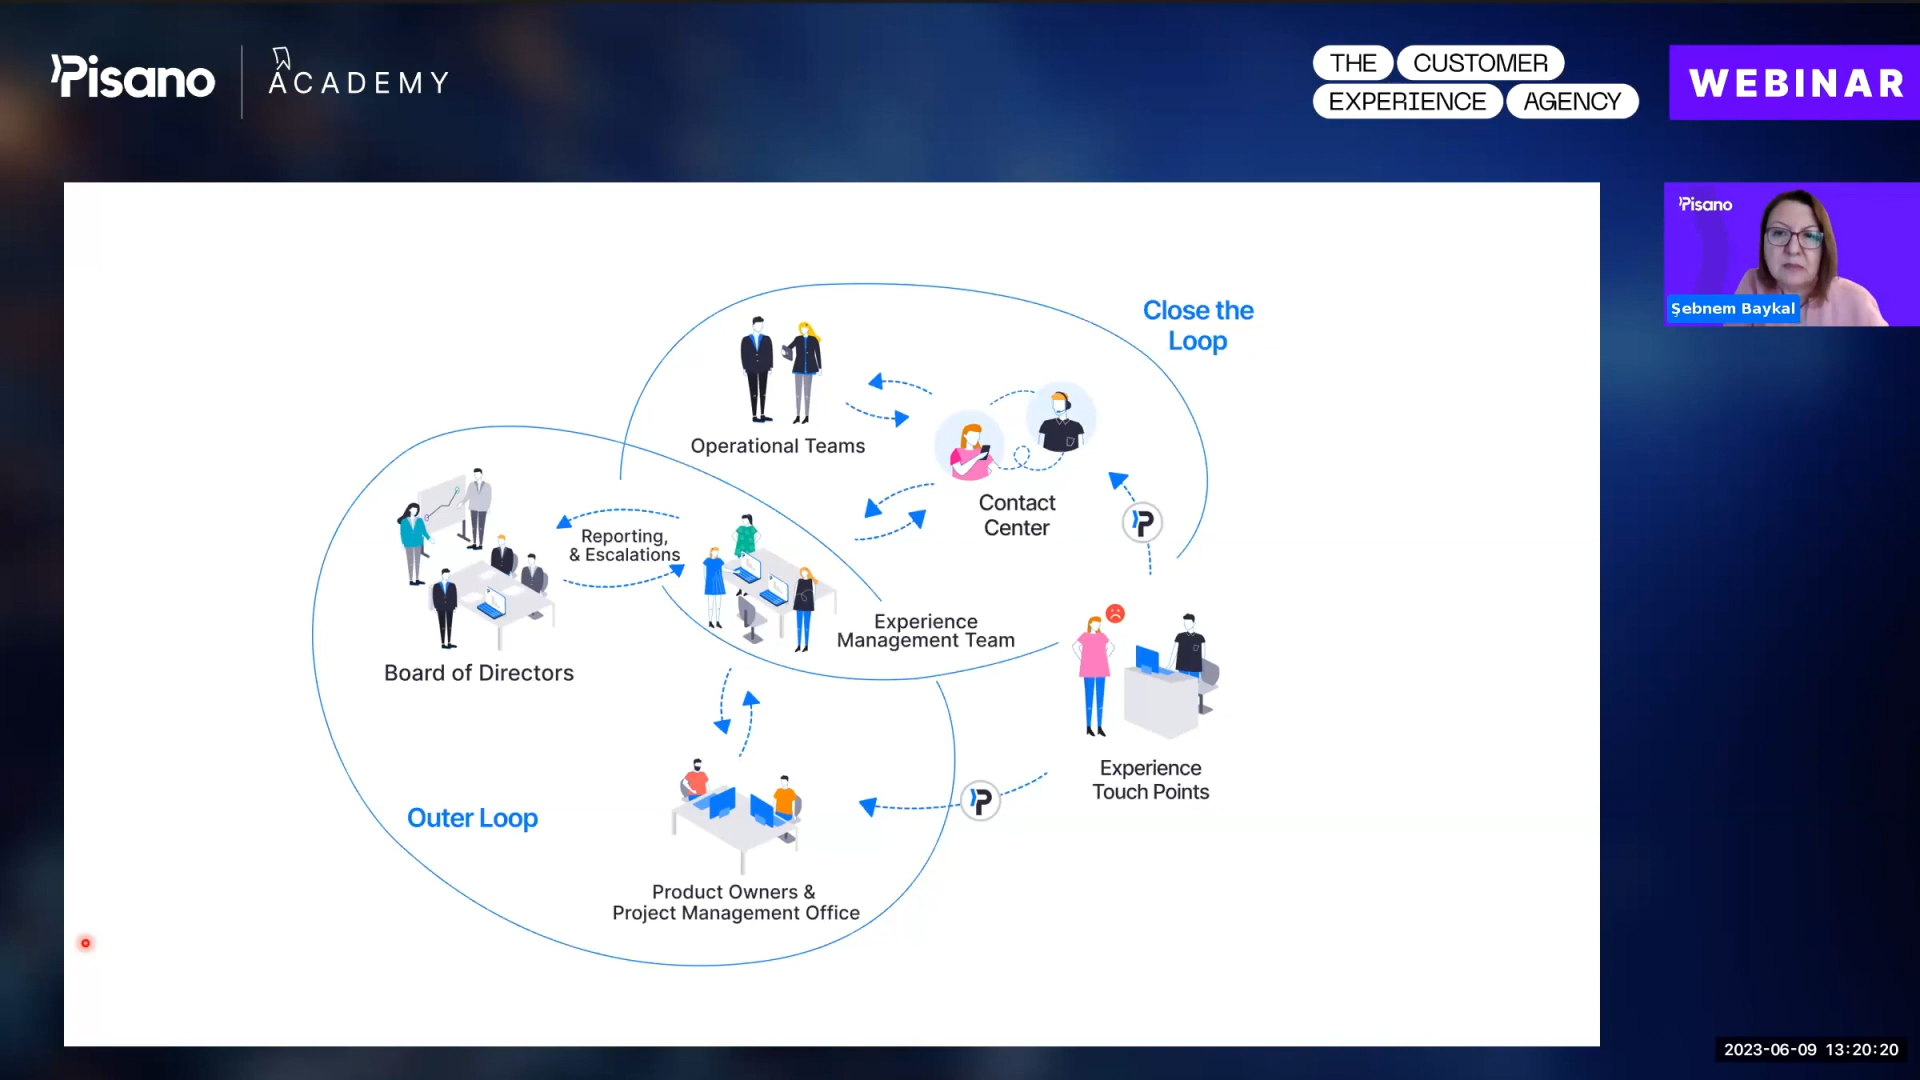 Pisano
ACADEMY
THE CUSTOMER
EXPERIENCE AGENCY
WEBINAR
Pisano
Şebnem Baykal
Close the
Loop
Operational Teams
Contact
Center
Reporting,
& Escalations
Experience
Management Team
Board of Directors
Experience
Touch Points
Outer Loop
Product Owners &
Project Management Office
2023-06-09 13:20:20